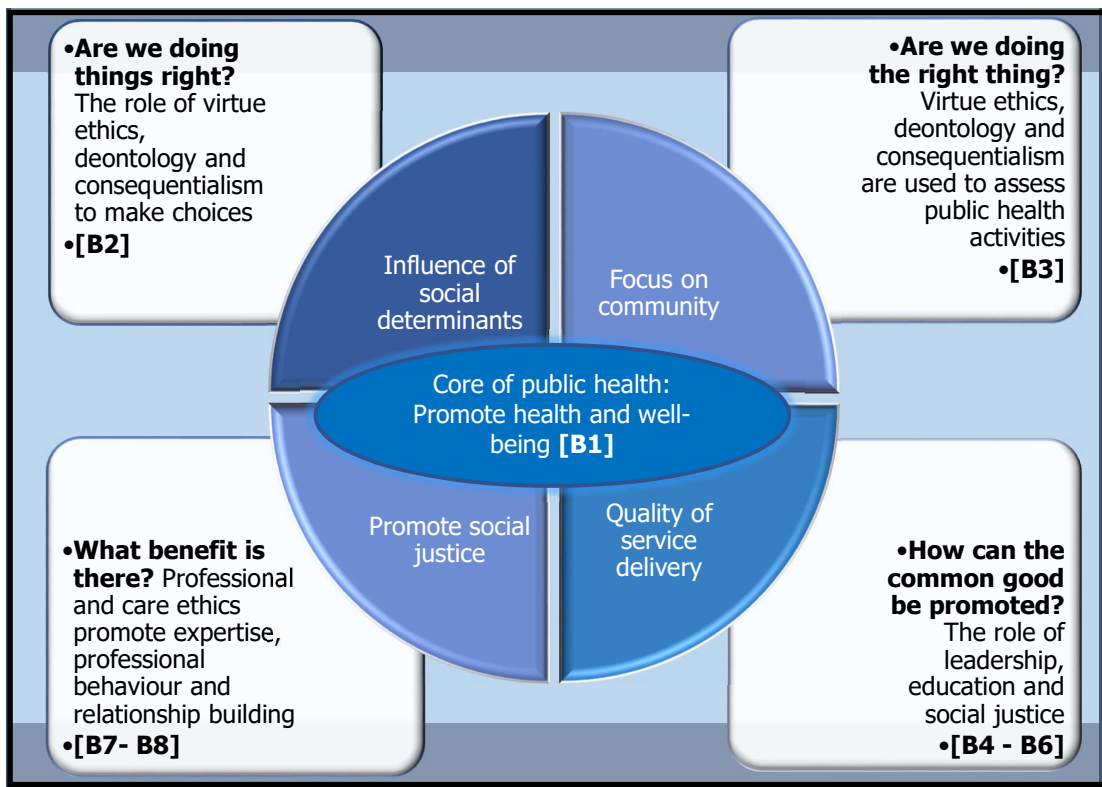 •Are we doing
things right?
The role of virtue
ethics,
deontology and
consequentialism
to make choices
•[B2]
•Are we doing
the right thing?
Virtue ethics,
deontology and
consequentialism
are used to assess
public health
activities
•[B3]
Influence of
social
determinants
Focus on
community
Core of public health:
Promote health and well-
being [B1]
Promote social
justice
Quality of
service
delivery
•What benefit is
there? Professional
and care ethics
promote expertise,
professional
behaviour and
relationship building
•[B7- B8]
•How can the
common good
be promoted?
The role of
leadership,
education and
social justice
•[B4 - B6]